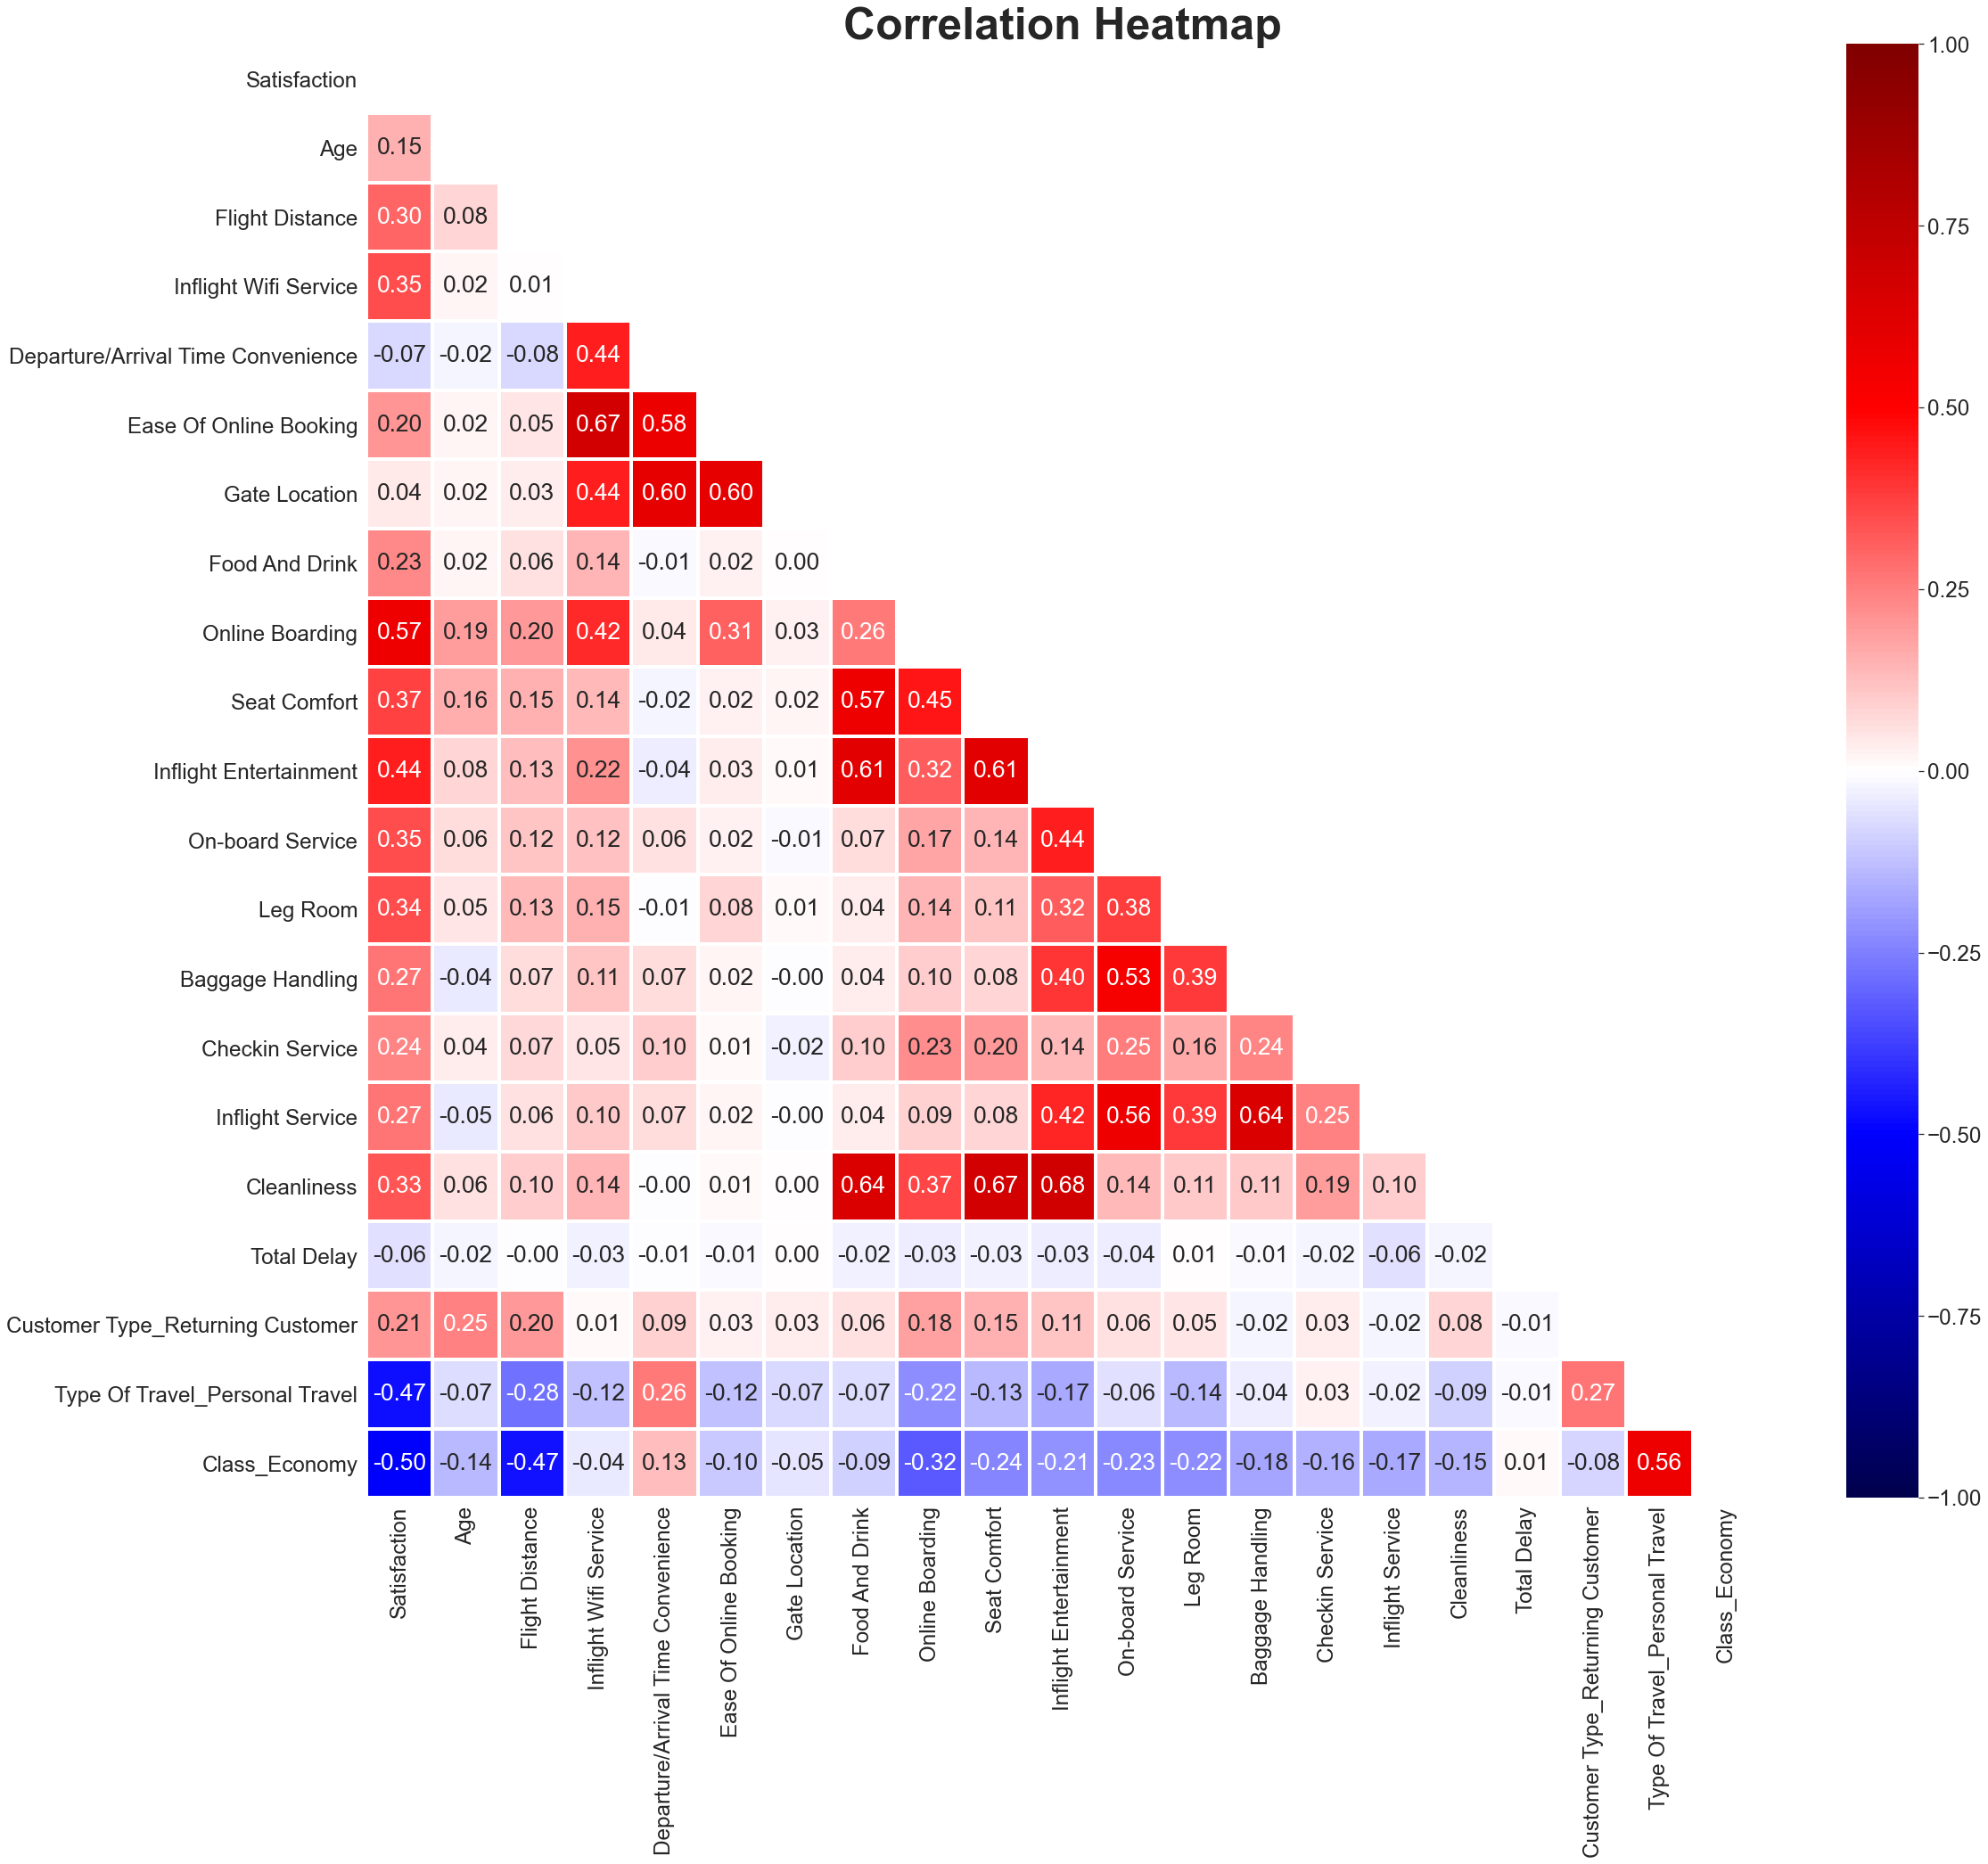 Correlation Heatmap
Satisfaction
Age 0.15
Flight Distance 0.30 0.08
Inflight Wifi Service 0.35 0.02 0.01
Departure/Arrival Time Convenience -0.07 -0.02 -0.08 0.44
Ease Of Online Booking 0.20 0.02 0.05 0.67 0.58
Gate Location 0.04 0.02 0.03 0.44 0.60 0.60
Food And Drink 0.23 0.02 0.06 0.14 -0.01 0.02 0.00
Online Boarding 0.57 0.19 0.20 0.42 0.04 0.31 0.03 0.26
Seat Comfort 0.37 0.16 0.15 0.14 -0.02 0.02 0.02 0.57 0.45
Inflight Entertainment 0.44 0.08 0.13 0.22 -0.04 0.03 0.01 0.61 0.32 0.61
On-board Service 0.35 0.06 0.12 0.12 0.06 0.02 -0.01 0.07 0.17 0.14 0.44
Leg Room 0.34 0.05 0.13 0.15 -0.01 0.08 0.01 0.04 0.14 0.11 0.32 0.38
Baggage Handling 0.27 -0.04 0.07 0.11 0.07 0.02 -0.00 0.04 0.10 0.08 0.40 0.53 0.39
Checkin Service 0.24 0.04 0.07 0.05 0.10 0.01 -0.02 0.10 0.23 0.20 0.14 0.25 0.16 0.24
Inflight Service 0.27 -0.05 0.06 0.10 0.07 0.02 -0.00 0.04 0.09 0.08 0.42 0.56 0.39 0.64 0.25
Cleanliness 0.33 0.06 0.10 0.14 -0.00 0.01 0.00 0.64 0.37 0.67 0.68 0.14 0.11 0.11 0.19 0.10
Total Delay -0.06 -0.02 -0.00 -0.03 -0.01 -0.01 0.00 -0.02 -0.03 -0.03 -0.03 -0.04 0.01 -0.01 -0.02 -0.06 -0.02
Customer Type_Returning Customer 0.21 0.25 0.20 0.01 0.09 0.03 0.03 0.06 0.18 0.15 0.11 0.06 0.05 -0.02 0.03 -0.02 0.08 -0.01
Type Of Travel_Personal Travel -0.47 -0.07 -0.28 -0.12 0.26 -0.12 -0.07 -0.07 -0.22 -0.13 -0.17 -0.06 -0.14 -0.04 0.03 -0.02 -0.09 -0.01 0.27
Class_Economy -0.50 -0.14 -0.47 -0.04 0.13 -0.10 -0.05 -0.09 -0.32 -0.24 -0.21 -0.23 -0.22 -0.18 -0.16 -0.17 -0.15 0.01 -0.08 0.56
Satisfaction
Age
Flight Distance
Inflight Wifi Service
Departure/Arrival Time Convenience
Ease Of Online Booking
Gate Location
Food And Drink
Online Boarding
Seat Comfort
Inflight Entertainment
On-board Service
Leg Room
Baggage Handling
Checkin Service
Inflight Service
Cleanliness
Total Delay
Customer Type_Returning Customer
Type Of Travel_Personal Travel
Class_Economy
1.00
0.75
0.50
0.25
0.00
−0.25
−0.50
−0.75
−1.00